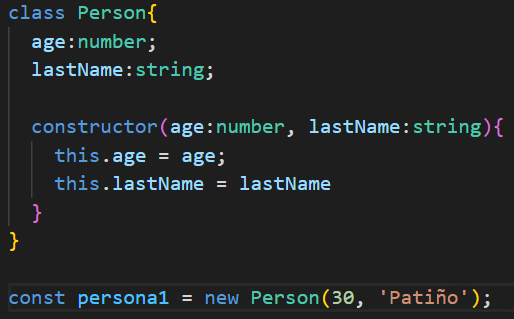 class Person{
  age:number;
  lastName:string;

  constructor(age:number, lastName:string){
    this.age = age;
    this.lastName = lastName
  }
}

const persona1 = new Person(30, 'Patiño');